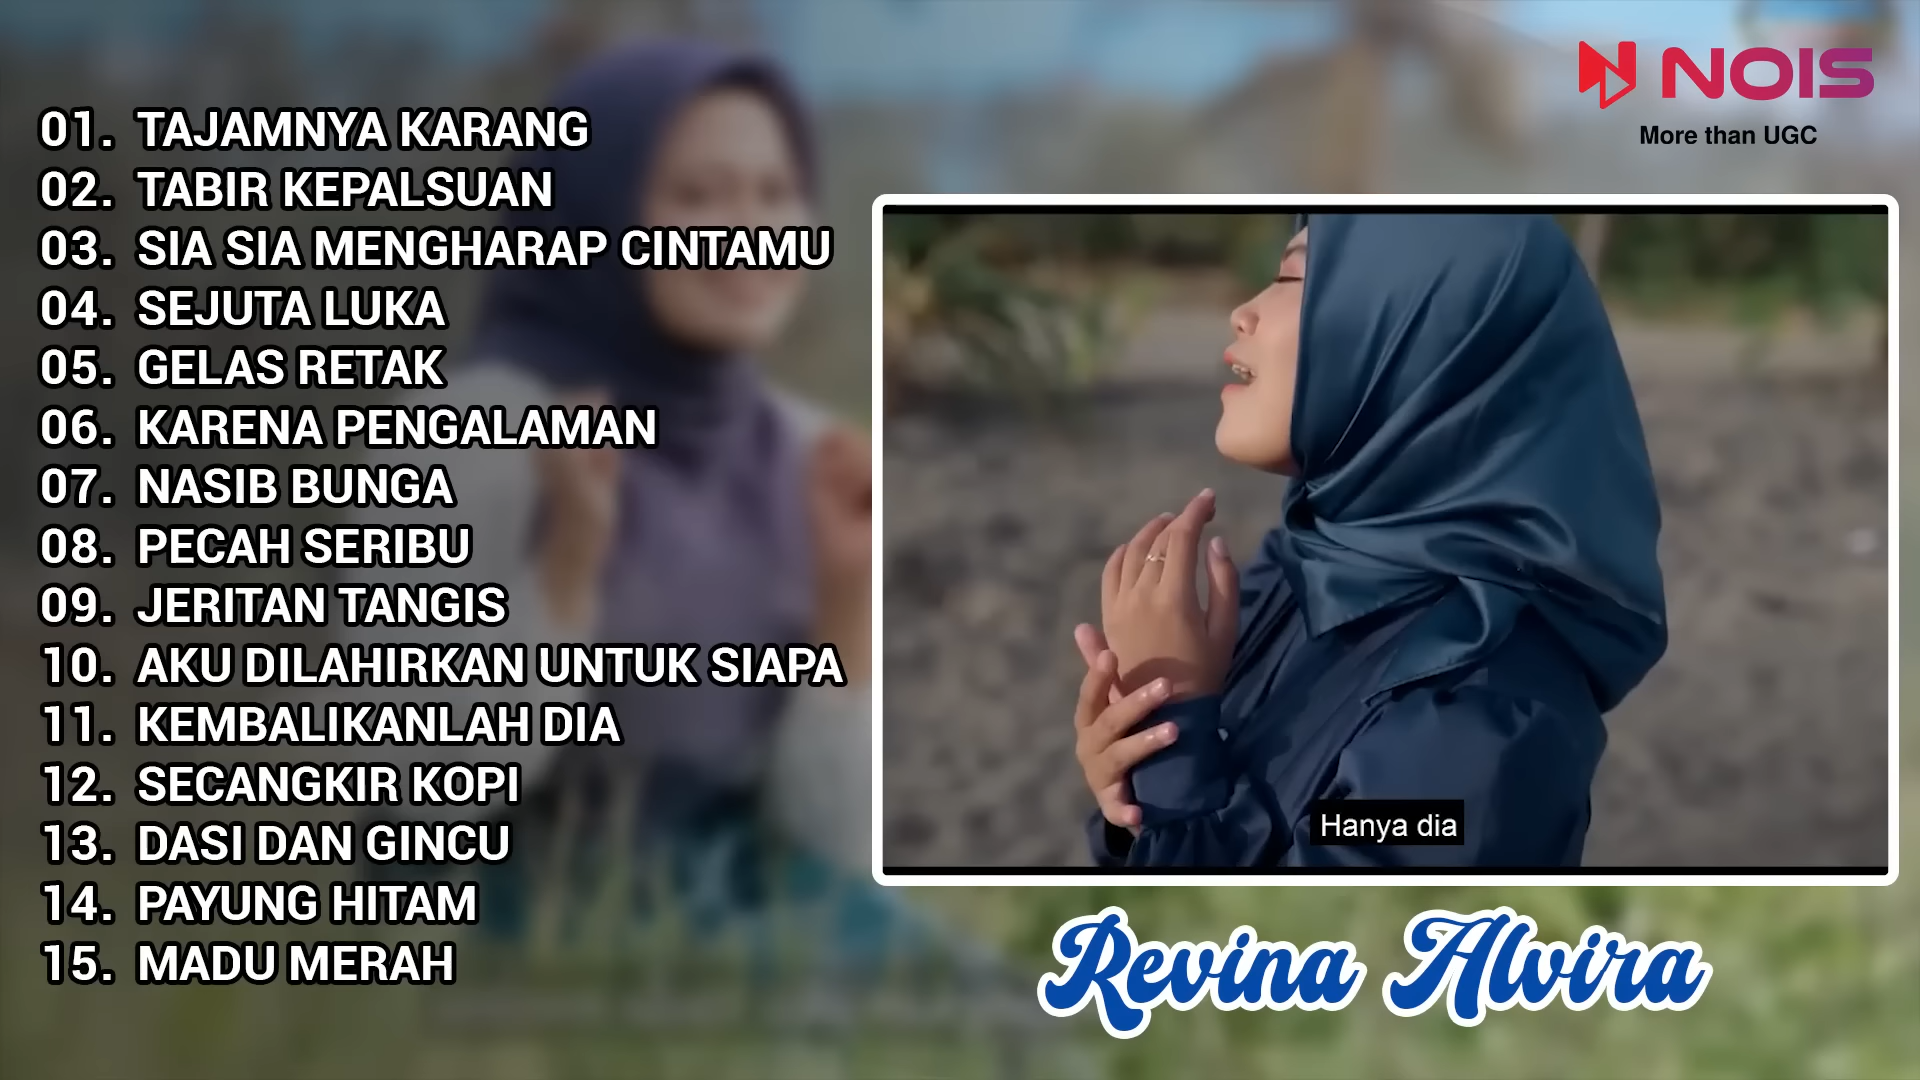 01. TAJAMNYA KARANG
02. TABIR KEPALSUAN
03. SIA SIA MENGHARAP CINTAMU
04. SEJUTA LUKA
05. GELAS RETAK
06. KARENA PENGALAMAN
07. NASIB BUNGA
08. PECAH SERIBU
09. JERITAN TANGIS
10. AKU DILAHIRKAN UNTUK SIAPA
11. KEMBALIKANLAH DIA
12. SECANGKIR KOPI
13. DASI DAN GINCU
14. PAYUNG HITAM
15. MADU MERAH
NOIS
More than UGC
Hanya dia
Revina Alvira